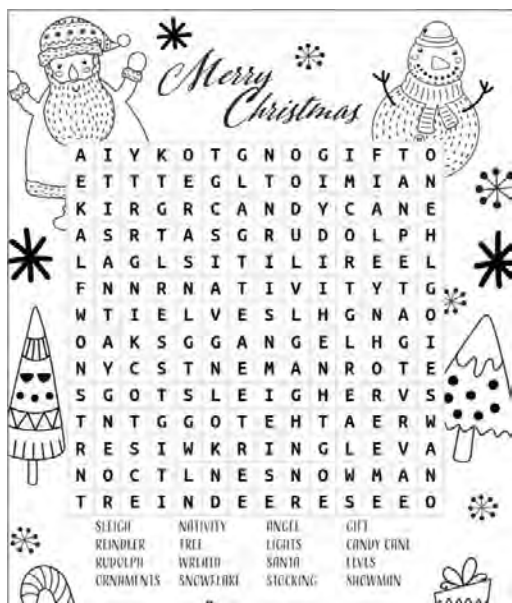 Merry
Christmas
A I Y K O T G N O G I F T O
E T T T E G L T O I M I A N
K I R G R C A N D Y C A N E
A S R T A S G R U D O L P H
L A G L S I T I L I R E E L
F N N R N A T I V I T Y T G
W T I E L V E S L H G N A O
O A K S G G A N G E L H G I
N Y C S T N E M A N R O T E
S G O T S L E I G H E R V S
T N T G G O T E H T A E R W
R E S I W K R I N G L E V A
N O C T L N E S N O W M A N
T R E I N D E E R E S E E O
SLEIGH NATIVITY ANGEL GIFT
REINDEER TREE LIGHTS CANDY CANE
RUDOLPH WREATH SANTA ELVES
ORNAMENTS SNOWFLAKE STOCKING SNOWMAN